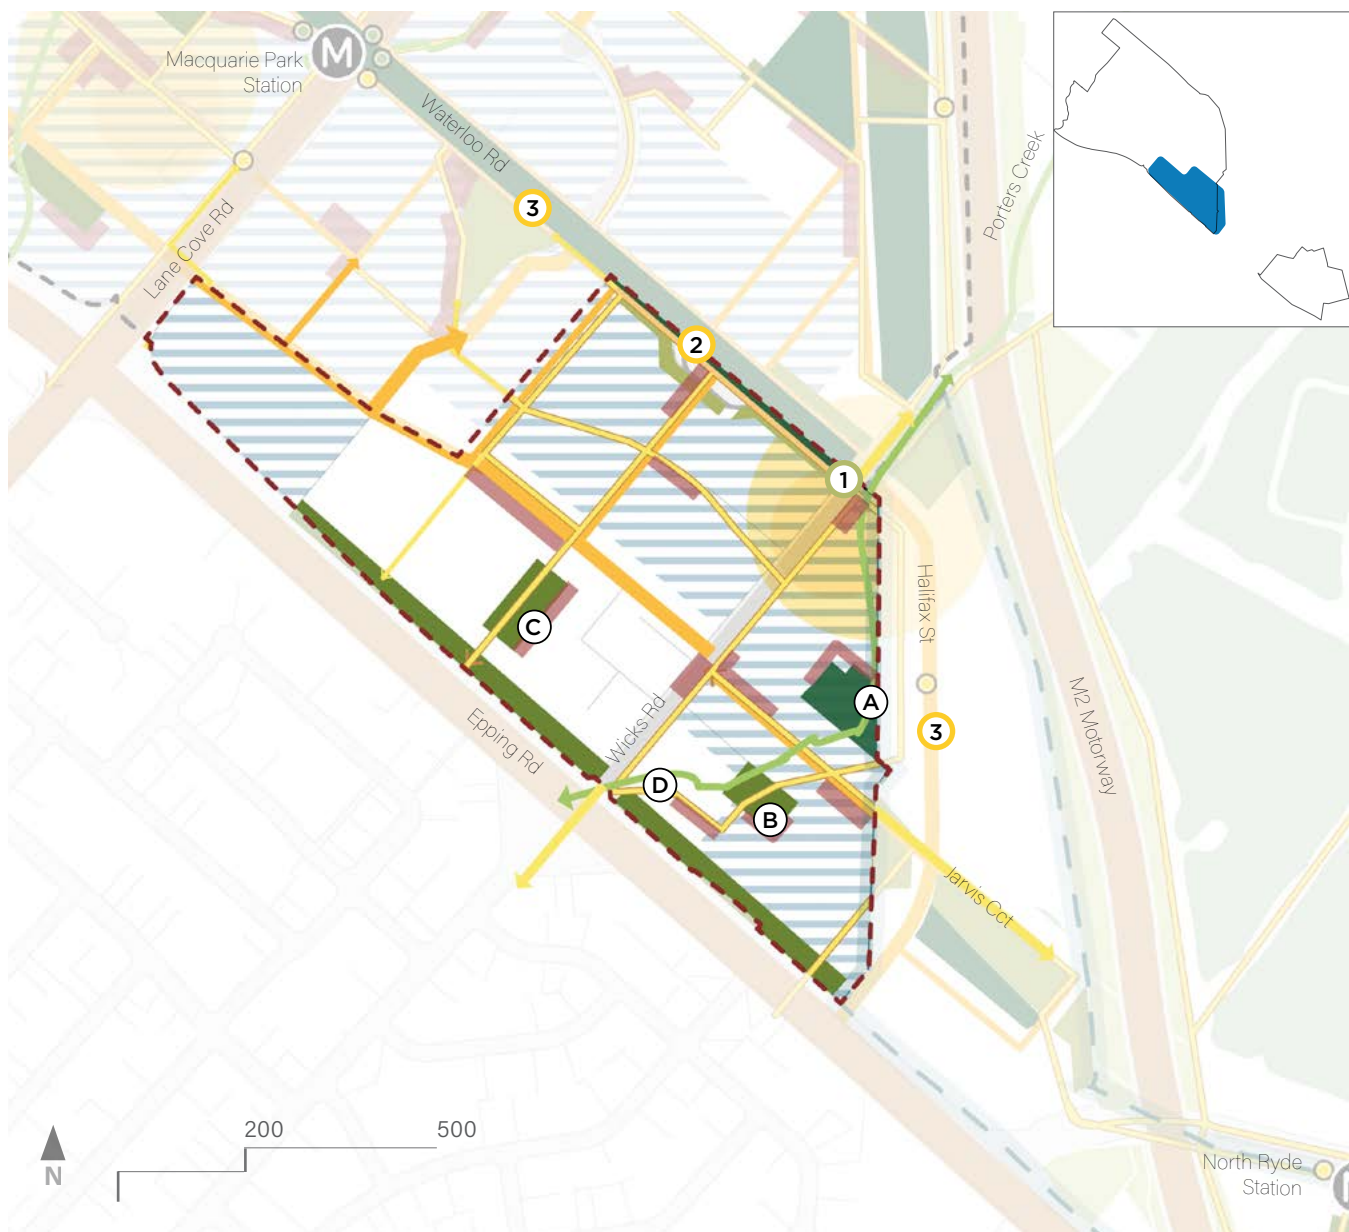 Macquarie Park
Station
M
Waterloo Rd
Porters Creek
3
Lane Cove Rd
2
1
Halifax St
C
A
M2 Motorway
Wicks Rd
Epping Rd
3
D
B
Jarvis Cct
200
500
N
North Ryde
Station